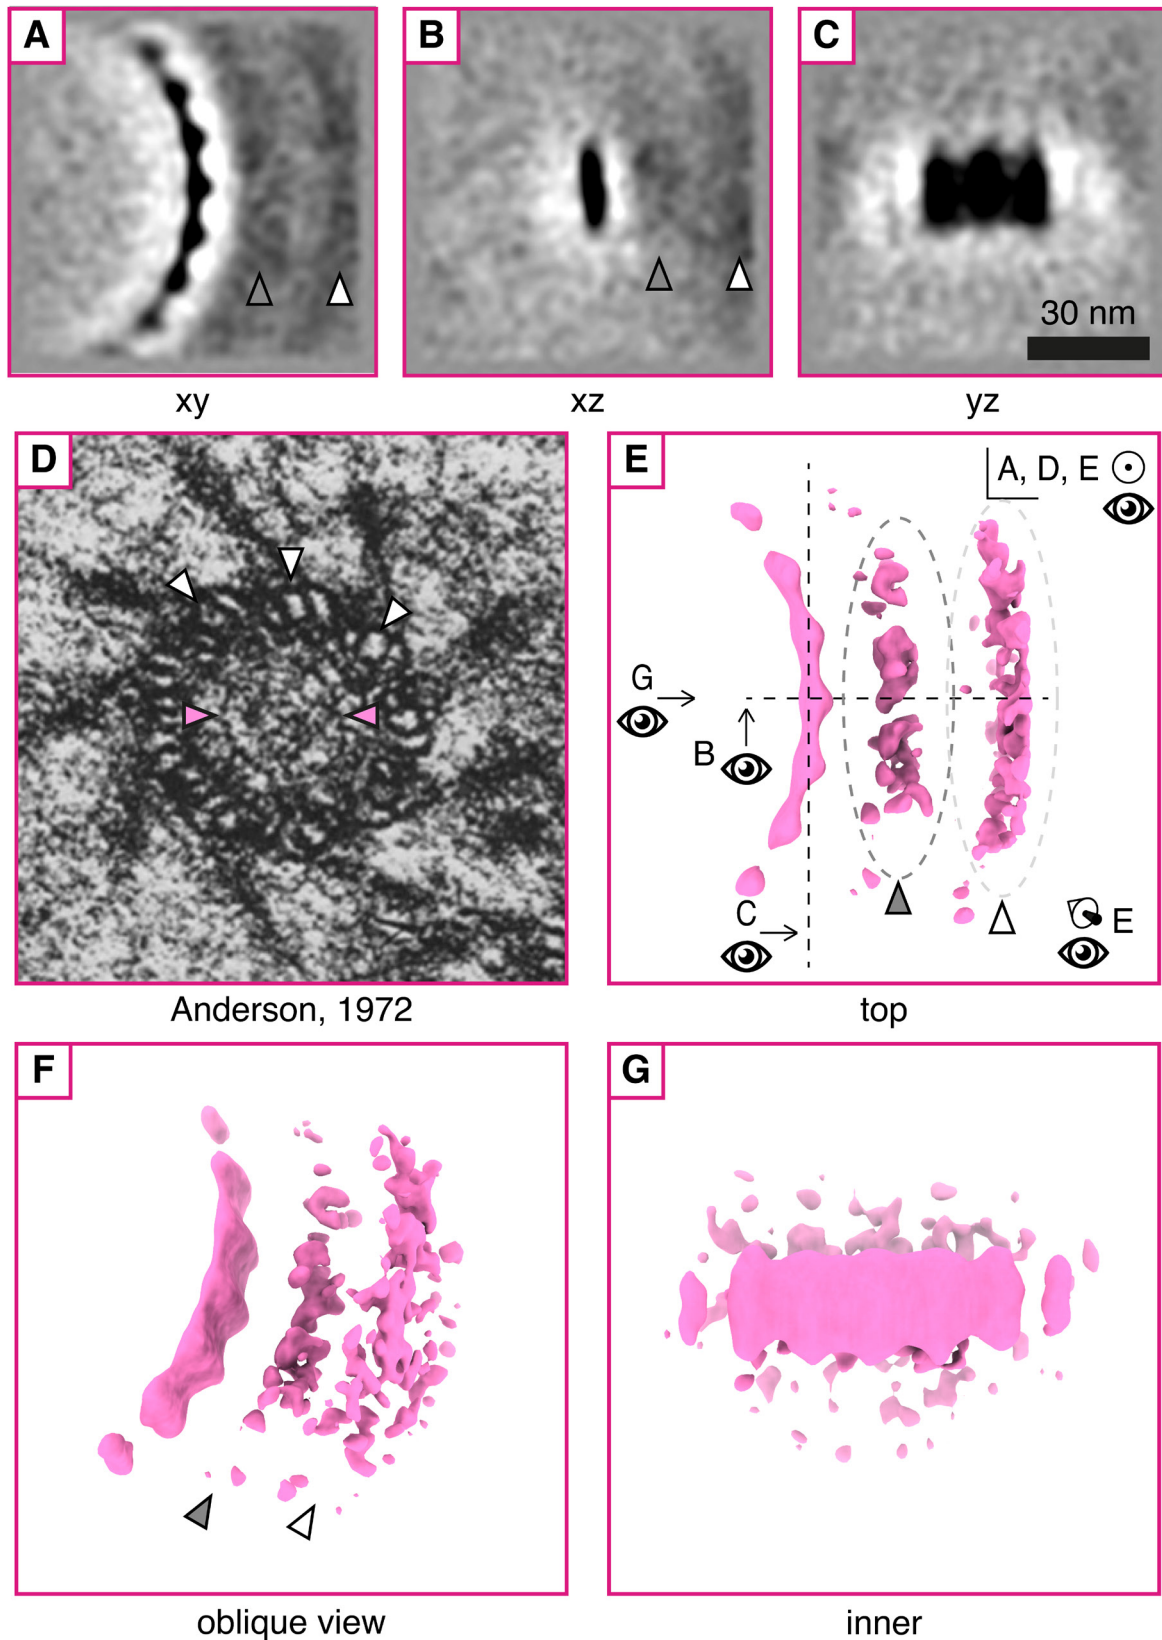 A
B
C
30 nm
xy
xz
yz
D
E
A, D, E
G
B
C
E
Anderson, 1972
top
F
G
oblique view
inner